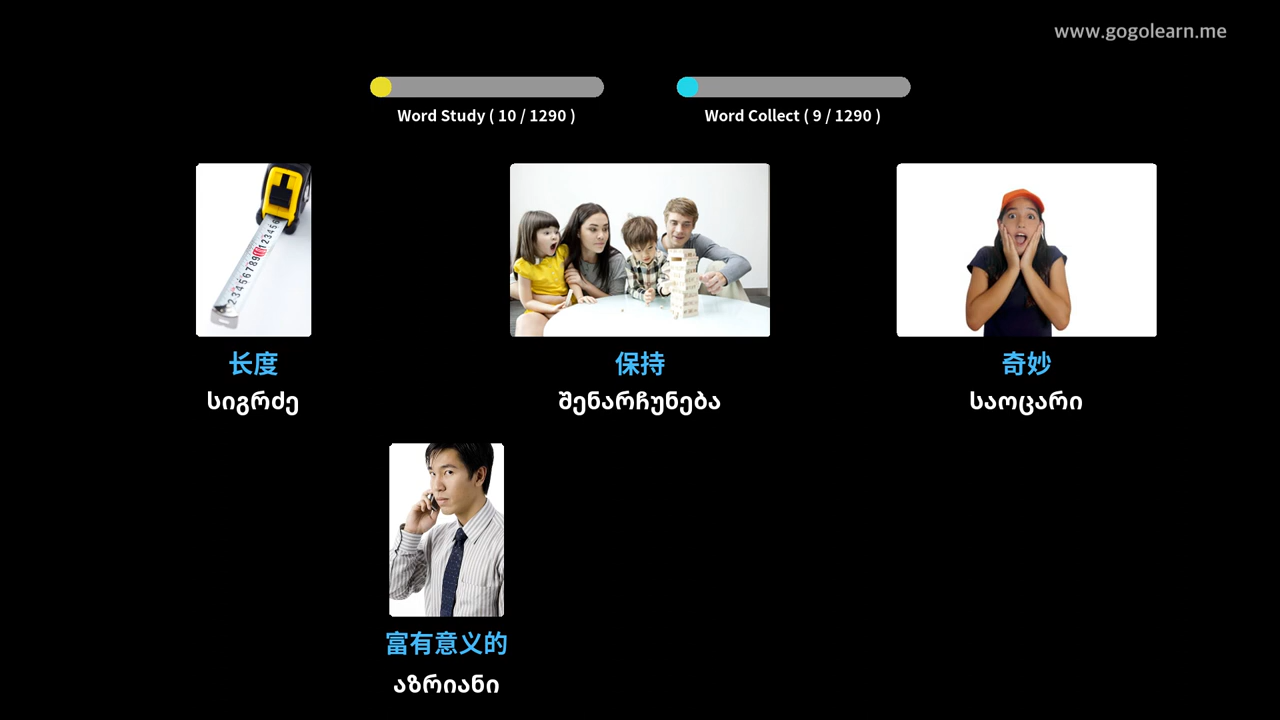 www.gogolearn.me
Word Study ( 10 / 1290 )
Word Collect ( 9 / 1290 )
长度
保持
奇妙
სიგრძე
შენარჩუნება
საოცარი
富有意义的
აზრიანი